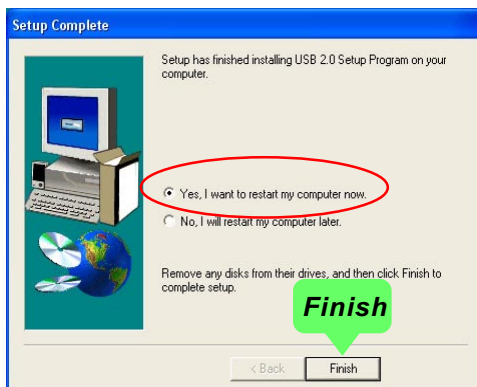 Setup Complete
Setup has finished installing USB 2.0 Setup Program on your
computer.
Yes, I want to restart my computer now.
No, I will restart my computer later.
Remove any disks from their drives, and then click Finish to
complete setup.
Finish
< Back
Finish